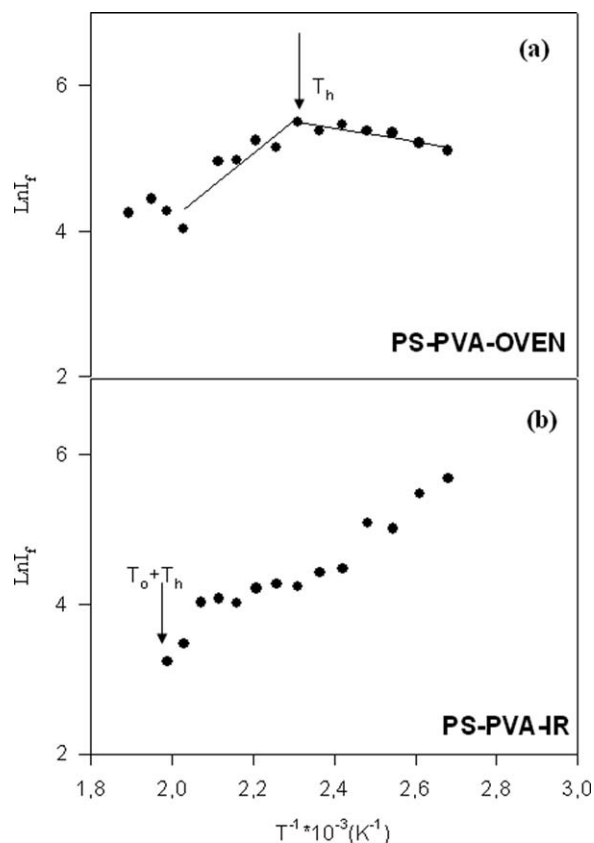 (a)
T_h
6
4
2
LnI_f
PS-PVA-OVEN
(b)
6
4
2
LnI_f
T_o+T_h
PS-PVA-IR
1,8 2,0 2,2 2,4 2,6 2,8 3,0
T^-1*10^-3(K^-1)